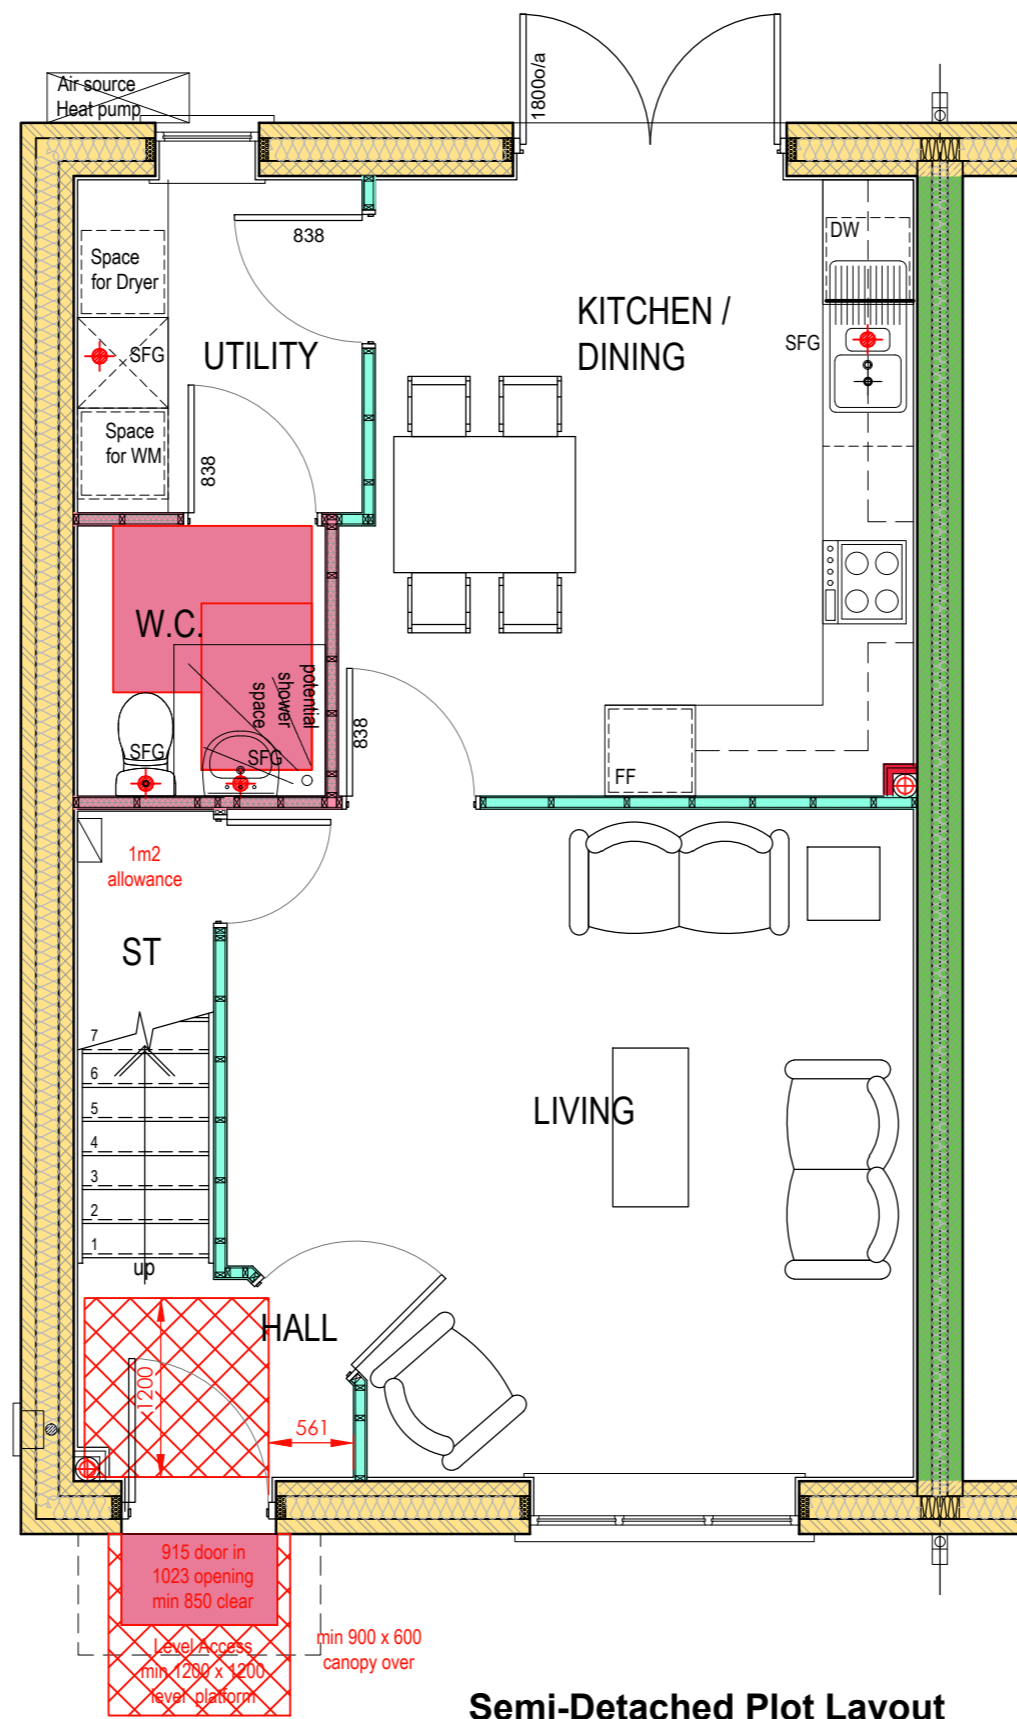 Air source
Heat pump
1800o/a
838
Space
for Dryer
DW
KITCHEN /
DINING
SFG
UTILITY
SFG
Space
for WM
838
W.C.
potential
shower
space
838
SFG
SFG
FF
1m2
allowance
ST
7
6
5
4
3
2
1
up
LIVING
HALL
1200
561
915 door in
1023 opening
min 850 clear
Level Access
min 1200 x 1200
level platform
min 900 x 600
canopy over
Semi-Detached Plot Layout